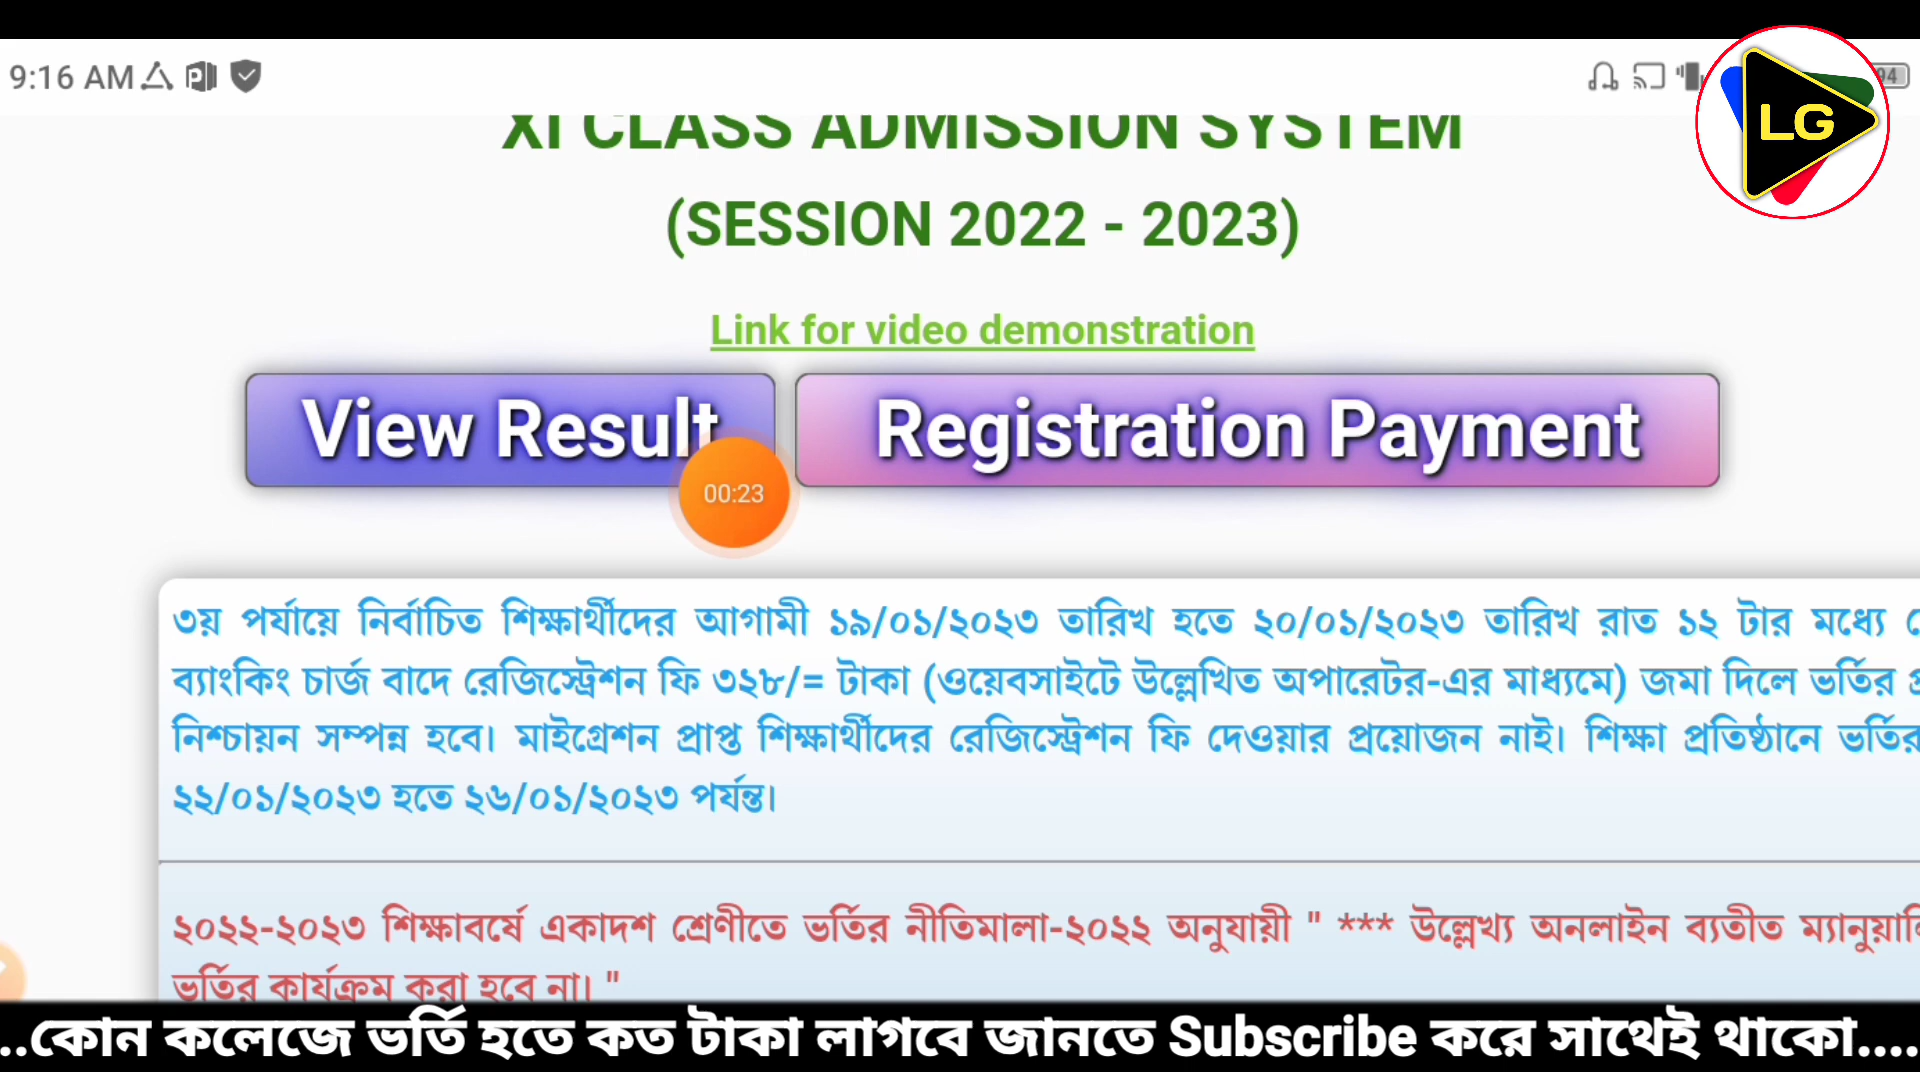 9:16 AM
94
LG
XI CLASS ADMISSION SYSTEM
(SESSION 2022 - 2023)
Link for video demonstration
View Result
Registration Payment
00:23
৩য় পর্যায়ে নির্বাচিত শিক্ষার্থীদের আগামী ১৯/০১/২০২৩ তারিখ হতে ২০/০১/২০২৩ তারিখ রাত ১২ টার মধ্যে
ব্যাংকিং চার্জ বাদে রেজিস্ট্রেশন ফি ৩২৮/= টাকা (ওয়েবসাইটে উল্লেখিত অপারেটর-এর মাধ্যমে) জমা দিলে ভর্তির
নিশ্চায়ন সম্পন্ন হবে। মাইগ্রেশন প্রাপ্ত শিক্ষার্থীদের রেজিস্ট্রেশন ফি দেওয়ার প্রয়োজন নাই। শিক্ষা প্রতিষ্ঠানে ভর্তির
২২/০১/২০২৩ হতে ২৬/০১/২০২৩ পর্যন্ত।
২০২২-২০২৩ শিক্ষাবর্ষে একাদশ শ্রেণীতে ভর্তির নীতিমালা-২০২২ অনুযায়ী " *** উল্লেখ্য অনলাইন ব্যতীত
ভর্তির কার্যক্রম করা হবে না। "
..কোন কলেজে ভর্তি হতে কত টাকা লাগবে জানতে Subscribe করে সাথেই থাকো....